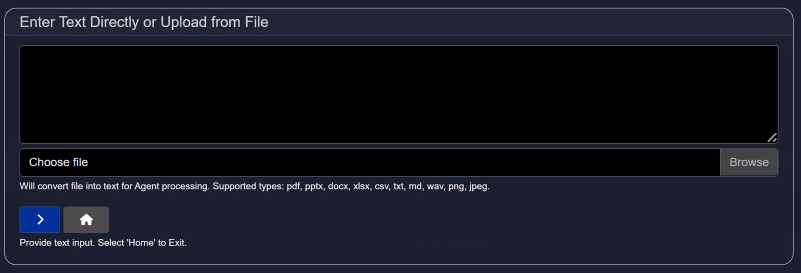 Enter Text Directly or Upload from File
Choose file Browse
Will convert file into text for Agent processing. Supported types: pdf, pptx, docx, xlsx, csv, txt, md, wav, png, jpeg.
Provide text input. Select 'Home' to Exit.